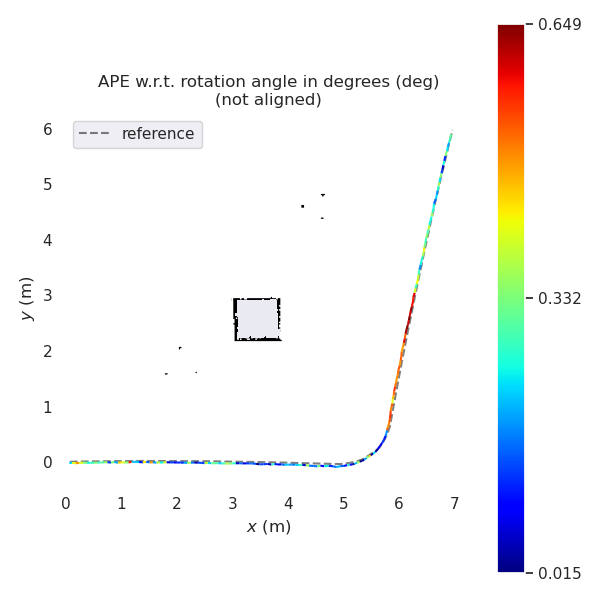 APE w.r.t. rotation angle in degrees (deg)
(not aligned)
reference
0.649
0.332
0.015
6
5
4
3
2
1
0
y (m)
0 1 2 3 4 5 6 7
x (m)